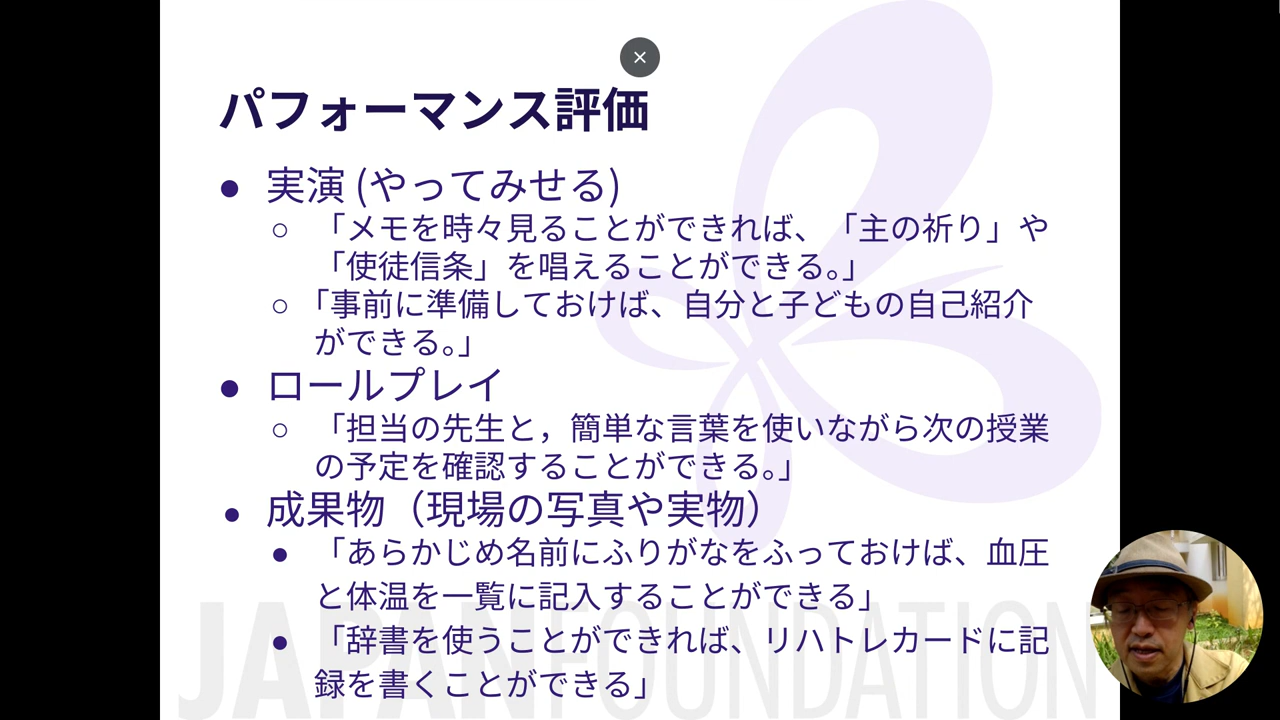 パフォーマンス評価
● 実演 (やってみせる)
○ 「メモを時々見ることができれば、「主の祈り」や
「使徒信条」を唱えることができる。」
○ 「事前に準備しておけば、自分と子どもの自己紹介
ができる。」
● ロールプレイ
○ 「担当の先生と，簡単な言葉を使いながら次の授業
の予定を確認することができる。」
● 成果物（現場の写真や実物）
● 「あらかじめ名前にふりがなをふっておけば、血圧
と体温を一覧に記入することができる」
● 「辞書を使うことができれば、リハトレカードに記
録を書くことができる」
JAPANFOUNDATION